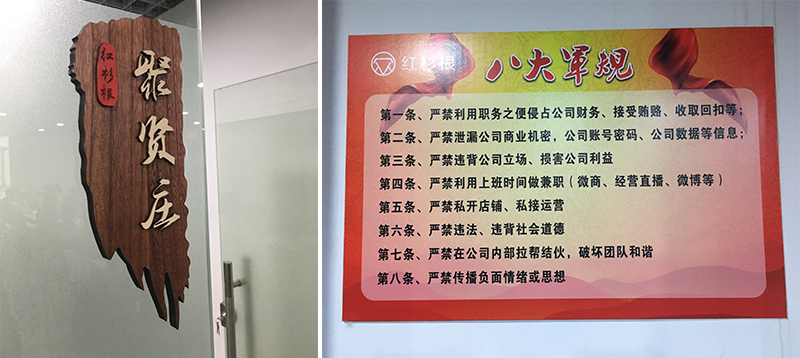 红杉根
聚贤庄
红杉根
八大軍规
第一条、严禁利用职务之便侵占公司财务、接受贿赂、收取回扣等；
第二条、严禁泄漏公司商业机密，公司账号密码、公司数据等信息；
第三条、严禁违背公司立场、损害公司利益
第四条、严禁利用上班时间做兼职（微商、经营直播、微博等）
第五条、严禁私开店铺、私接运营
第六条、严禁违法、违背社会道德
第七条、严禁在公司内部拉帮结伙，破坏团队和谐
第八条、严禁传播负面情绪或思想